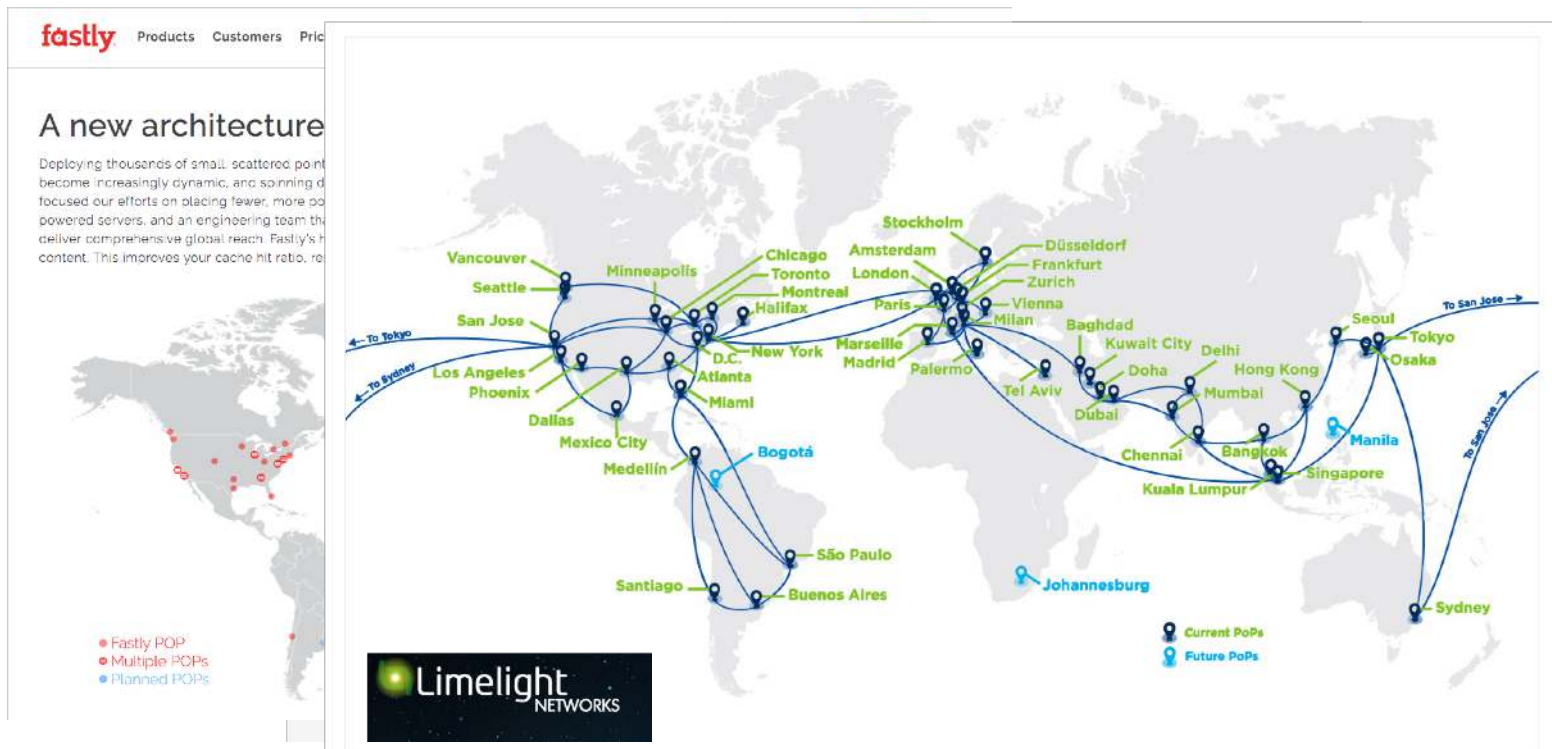 fastly
Products Customers Pric
A new architecture
Deploying thousands of small, scattered point
become increasingly dynamic, and spinning d
focused our efforts on placing fewer, more po
powered servers, and an engineering team tha
deliver comprehensive global reach. Fastly's h
content. This improves your cache hit ratio, re
Fastly POP
Multiple POPs
Planned POPs
Stockholm
Amsterdam
Düsseldorf
London
Frankfurt
Zurich
Paris
Vienna
Milan
Marseille
Madrid
Palermo
Vancouver
Seattle
Minneapolis
Chicago
Toronto
Montreal
Halifax
San Jose
New York
D.C.
Los Angeles
Atlanta
Phoenix
Miami
Dallas
Mexico City
← To Tokyo
← To Sydney
Medellín
Bogotá
São Paulo
Santiago
Buenos Aires
Baghdad
Kuwait City
Doha
Tel Aviv
Dubai
Delhi
Mumbai
Hong Kong
Chennai
Bangkok
Kuala Lumpur
Singapore
Manila
Seoul
Tokyo
Osaka
To San Jose →
To San Jose →
Johannesburg
Sydney
Current PoPs
Future PoPs
Limelight
NETWORKS